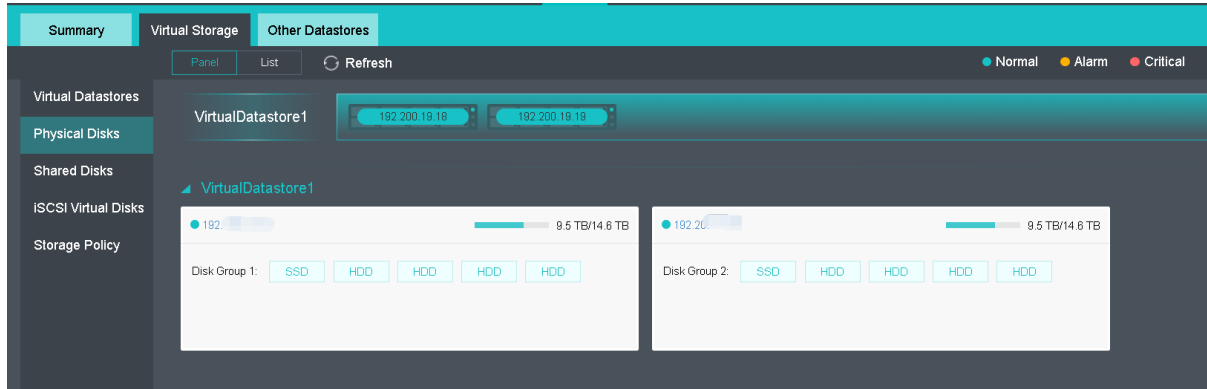 Summary Virtual Storage Other Datastores
Panel List Refresh Normal Alarm Critical
Virtual Datastores
Physical Disks
Shared Disks
iSCSI Virtual Disks
Storage Policy
VirtualDatastore1 192.200.19.18 192.200.19.19
VirtualDatastore1
192. 9.5 TB/14.6 TB
Disk Group 1: SSD HDD HDD HDD HDD
192.20 9.5 TB/14.6 TB
Disk Group 2: SSD HDD HDD HDD HDD